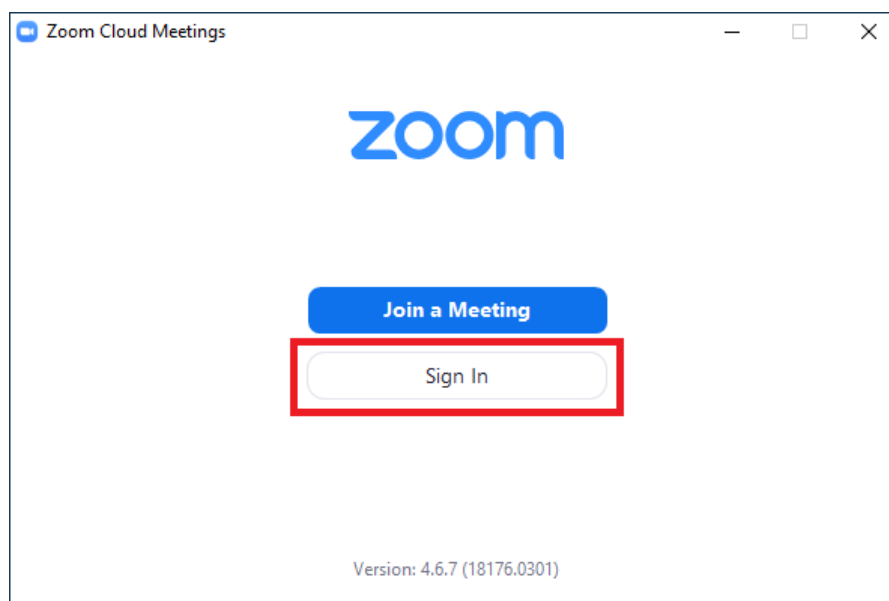 Zoom Cloud Meetings
zoom
Join a Meeting
Sign In
Version: 4.6.7 (18176.0301)